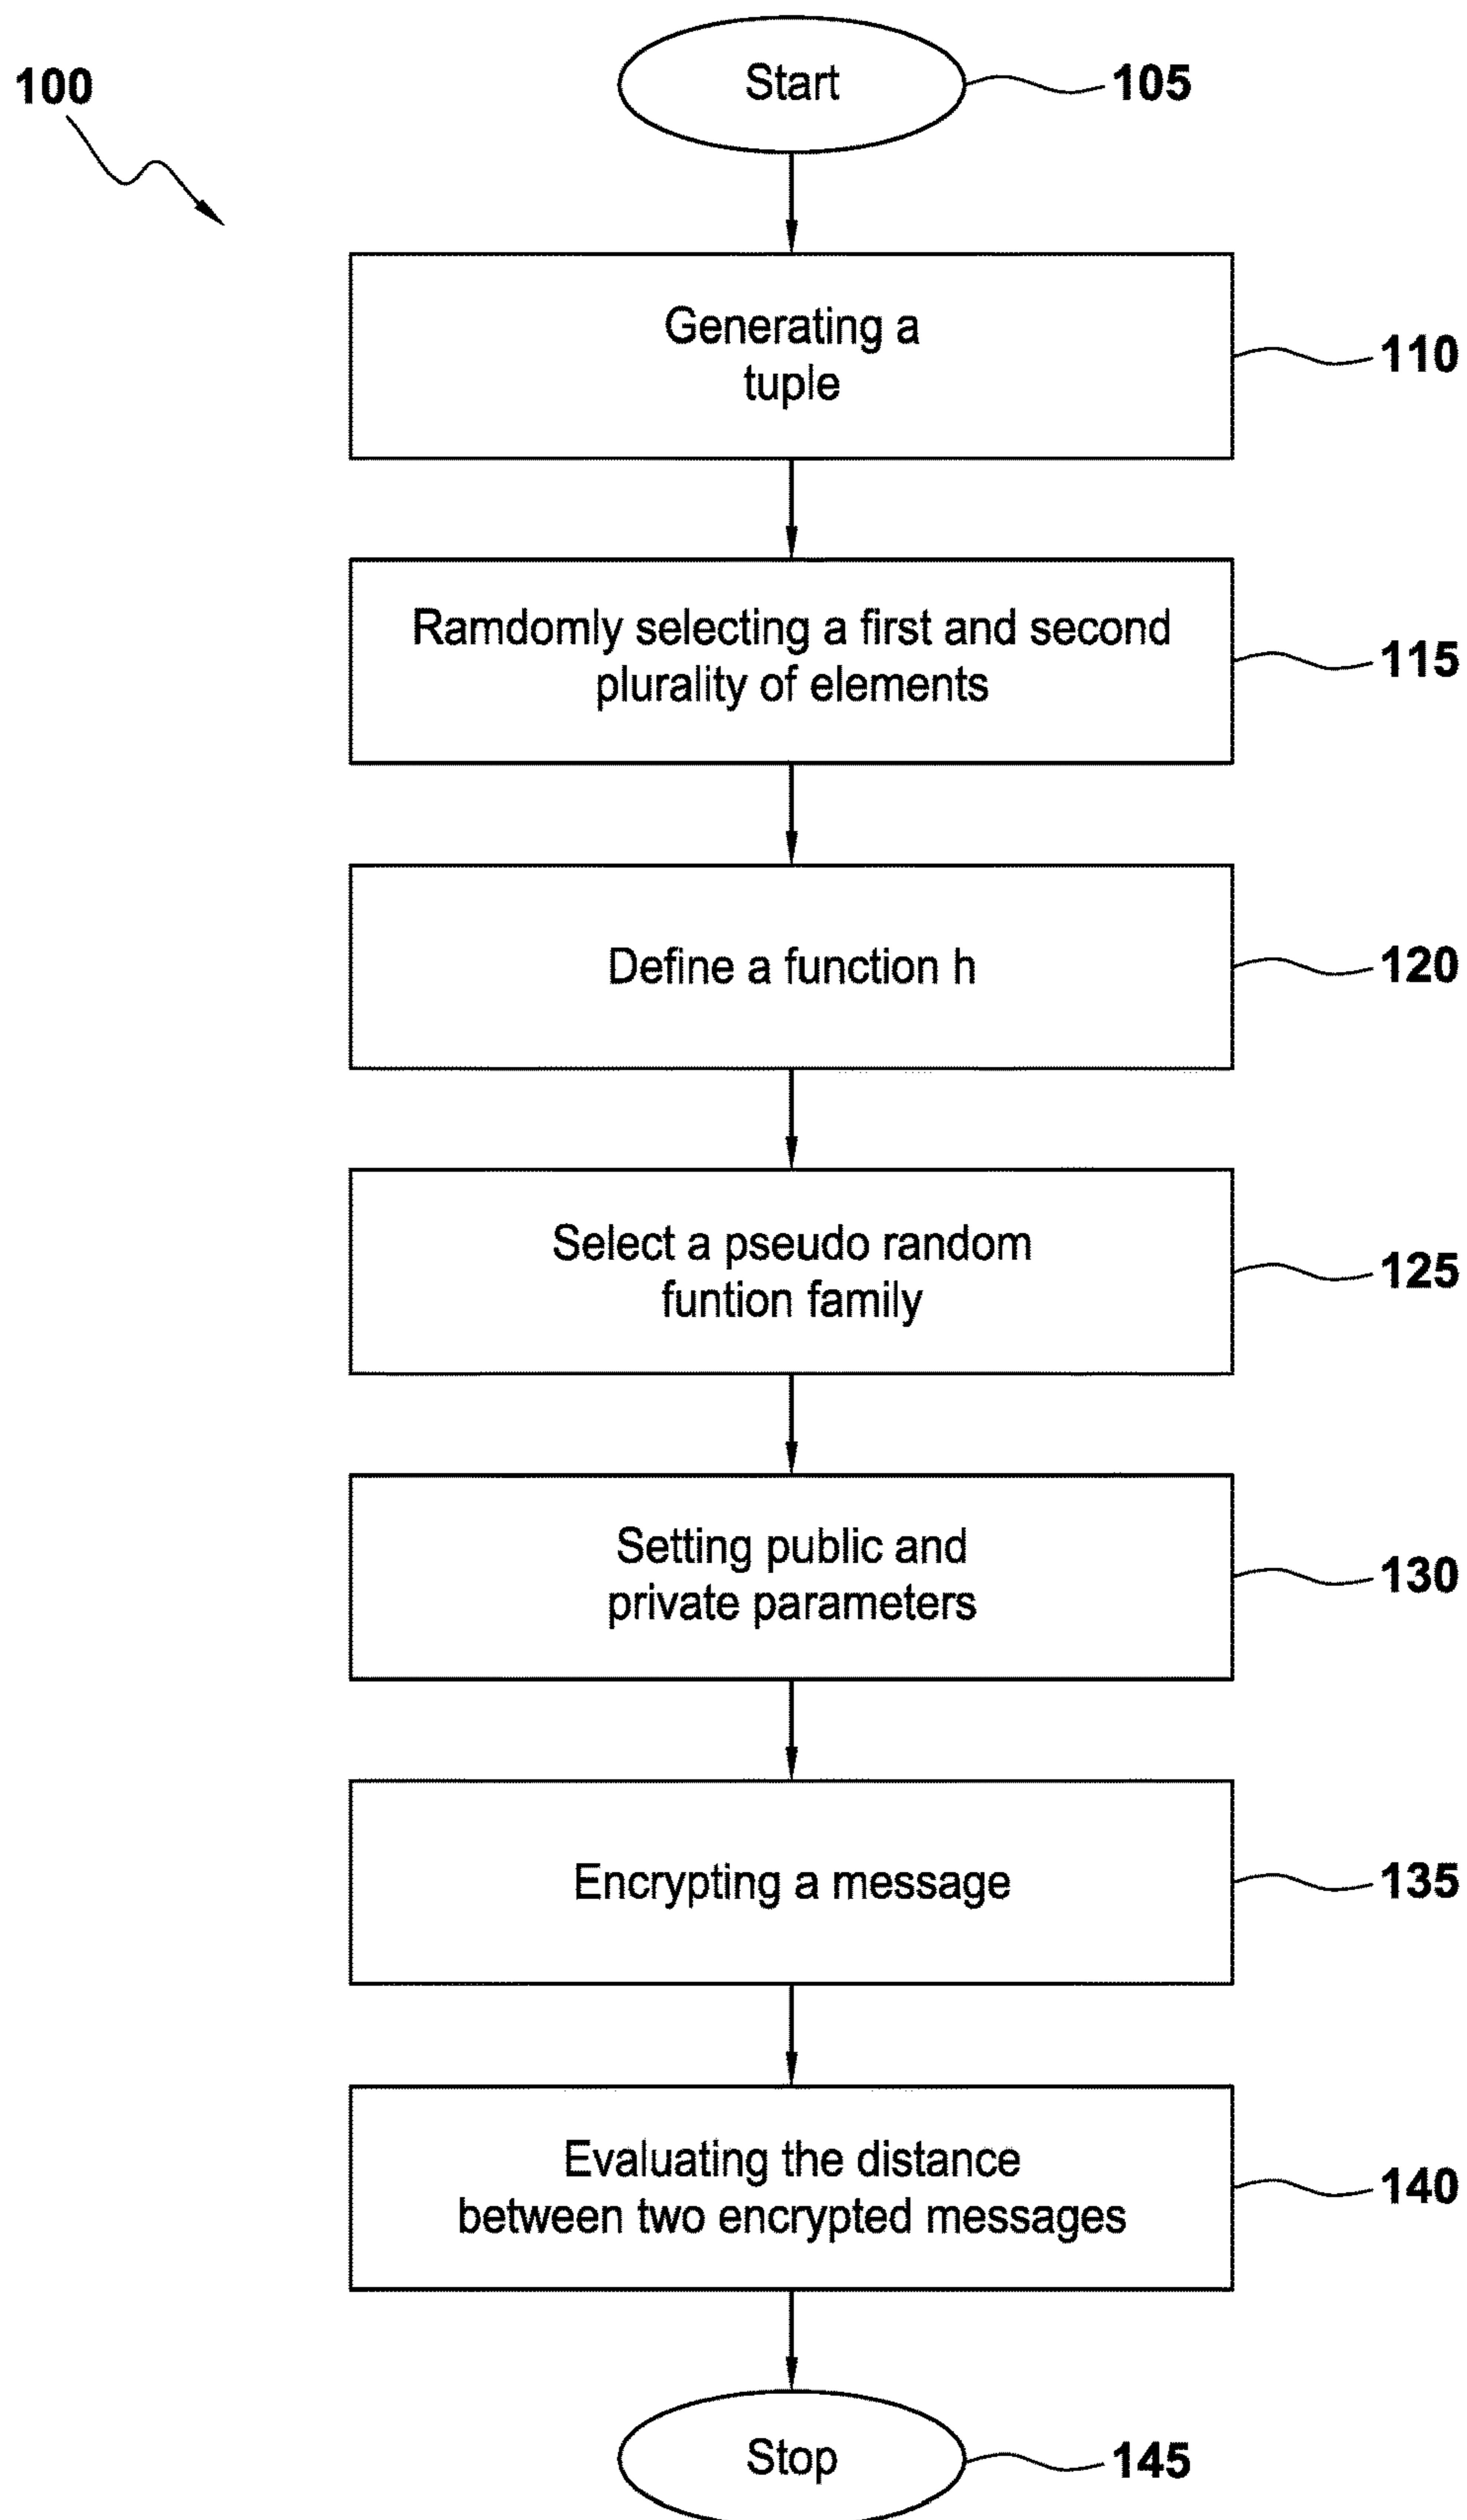 100
Start
105
Generating a
tuple
110
Ramdomly selecting a first and second
plurality of elements
115
Define a function h
120
Select a pseudo random
funtion family
125
Setting public and
private parameters
130
Encrypting a message
135
Evaluating the distance
between two encrypted messages
140
Stop
145